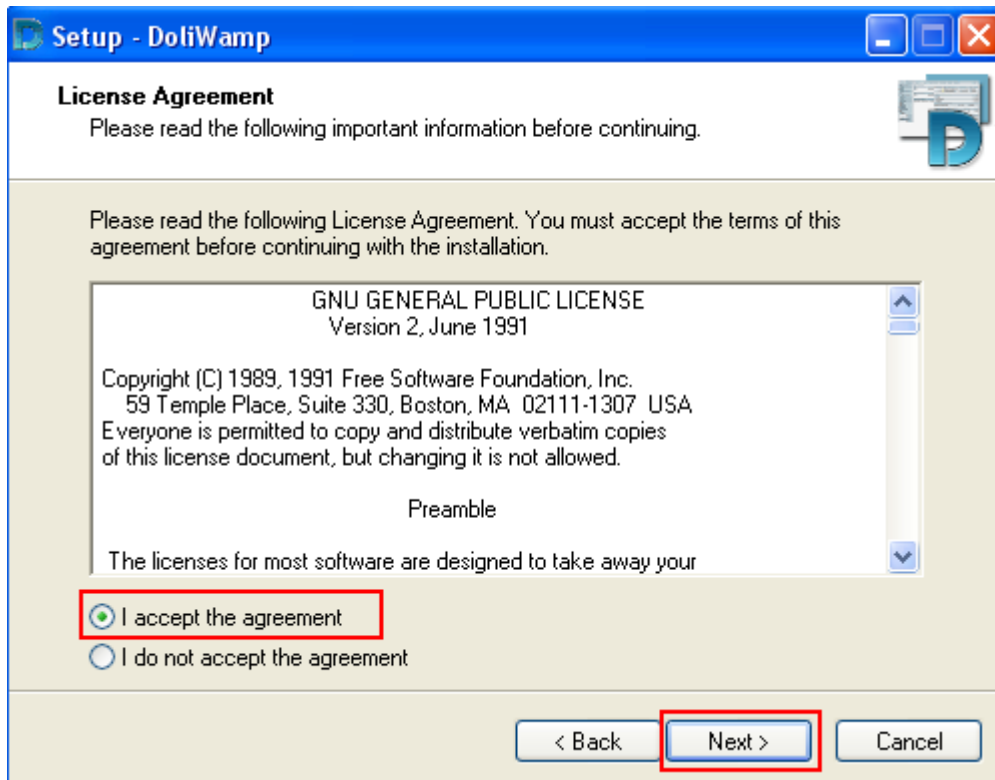 Setup - DoliWamp
License Agreement
Please read the following important information before continuing.
Please read the following License Agreement. You must accept the terms of this
agreement before continuing with the installation.
GNU GENERAL PUBLIC LICENSE
Version 2, June 1991
Copyright (C) 1989, 1991 Free Software Foundation, Inc.
59 Temple Place, Suite 330, Boston, MA  02111-1307  USA
Everyone is permitted to copy and distribute verbatim copies
of this license document, but changing it is not allowed.
Preamble
The licenses for most software are designed to take away your
I accept the agreement
I do not accept the agreement
< Back
Next >
Cancel